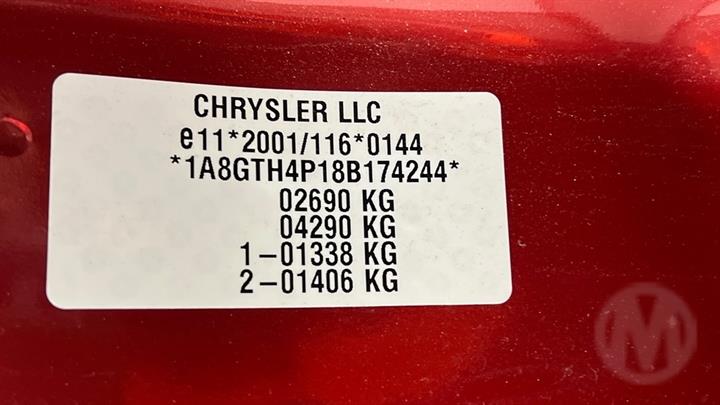 CHRYSLER LLC
e11*2001/116*0144
*1A8GTH4P18B174244*
02690 KG
04290 KG
1-01338 KG
2-01406 KG
M